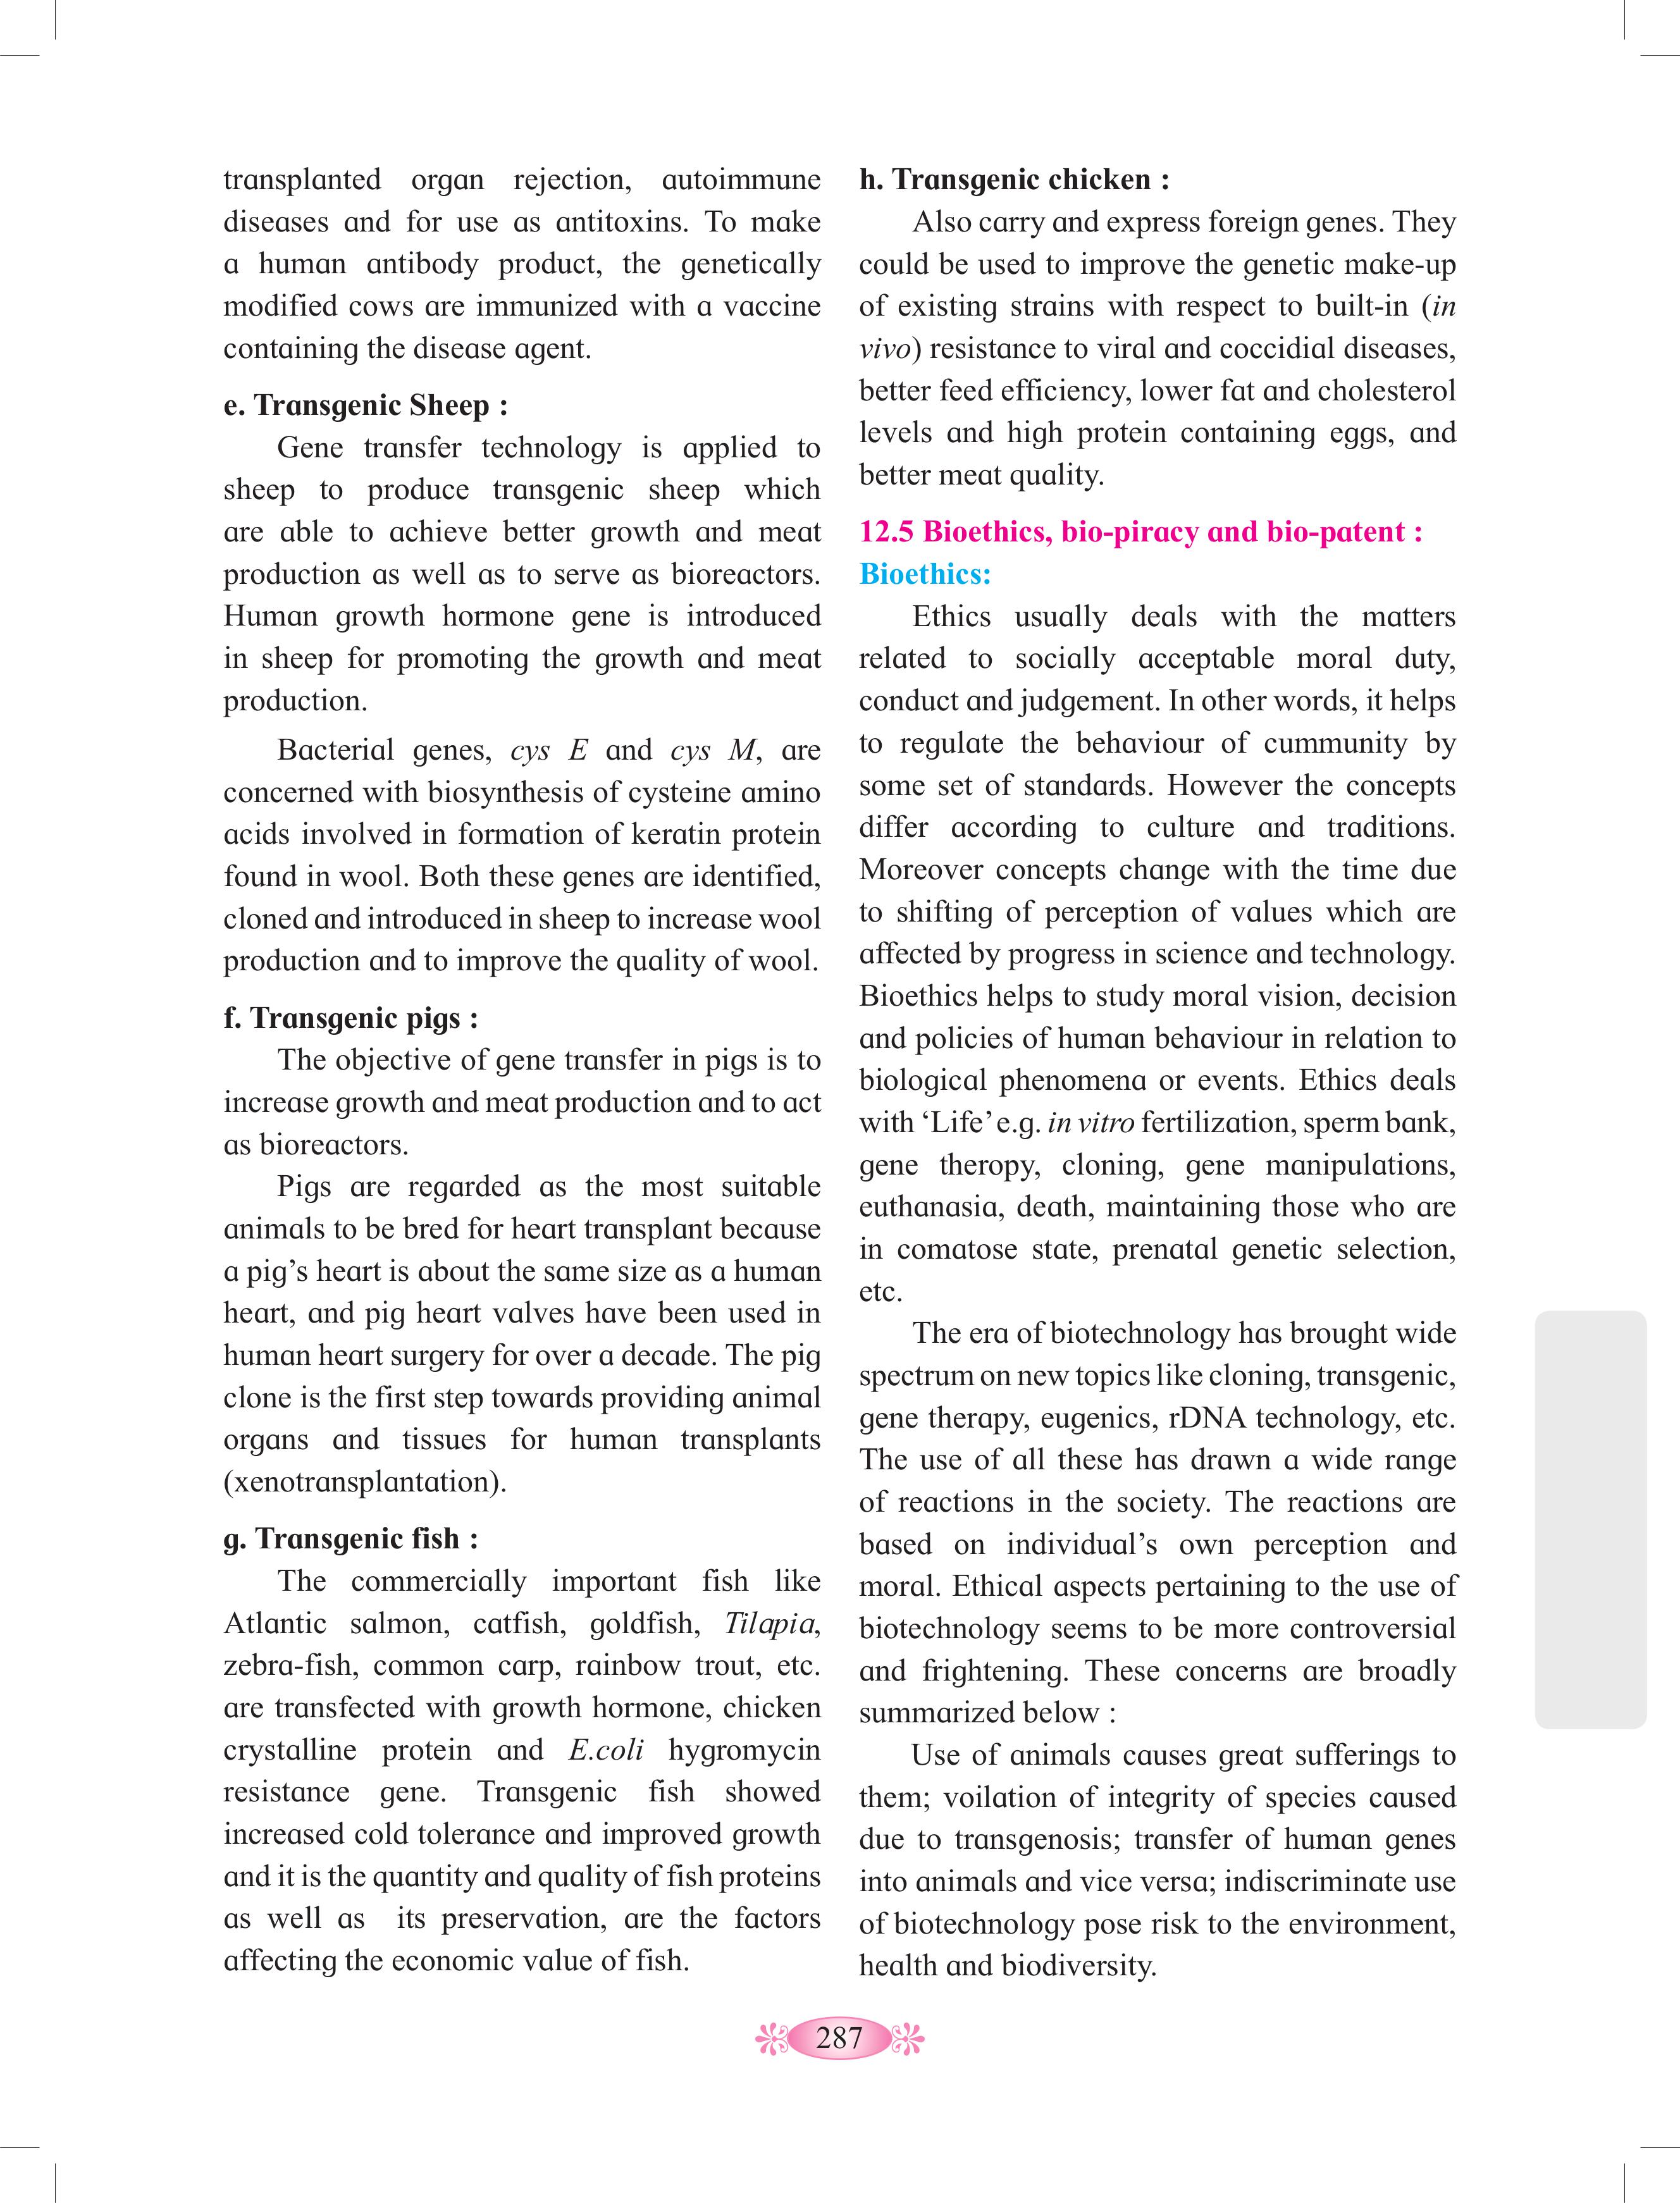 transplanted organ rejection, autoimmune
diseases and for use as antitoxins. To make
a human antibody product, the genetically
modified cows are immunized with a vaccine
containing the disease agent.
e. Transgenic Sheep :
Gene transfer technology is applied to
sheep to produce transgenic sheep which
are able to achieve better growth and meat
production as well as to serve as bioreactors.
Human growth hormone gene is introduced
in sheep for promoting the growth and meat
production.
Bacterial genes, cys E and cys M, are
concerned with biosynthesis of cysteine amino
acids involved in formation of keratin protein
found in wool. Both these genes are identified,
cloned and introduced in sheep to increase wool
production and to improve the quality of wool.
f. Transgenic pigs :
The objective of gene transfer in pigs is to
increase growth and meat production and to act
as bioreactors.
Pigs are regarded as the most suitable
animals to be bred for heart transplant because
a pig’s heart is about the same size as a human
heart, and pig heart valves have been used in
human heart surgery for over a decade. The pig
clone is the first step towards providing animal
organs and tissues for human transplants
(xenotransplantation).
g. Transgenic fish :
The commercially important fish like
Atlantic salmon, catfish, goldfish, Tilapia,
zebra-fish, common carp, rainbow trout, etc.
are transfected with growth hormone, chicken
crystalline protein and E.coli hygromycin
resistance gene. Transgenic fish showed
increased cold tolerance and improved growth
and it is the quantity and quality of fish proteins
as well as its preservation, are the factors
affecting the economic value of fish.
h. Transgenic chicken :
Also carry and express foreign genes. They
could be used to improve the genetic make-up
of existing strains with respect to built-in (in
vivo) resistance to viral and coccidial diseases,
better feed efficiency, lower fat and cholesterol
levels and high protein containing eggs, and
better meat quality.
12.5 Bioethics, bio-piracy and bio-patent :
Bioethics:
Ethics usually deals with the matters
related to socially acceptable moral duty,
conduct and judgement. In other words, it helps
to regulate the behaviour of cummunity by
some set of standards. However the concepts
differ according to culture and traditions.
Moreover concepts change with the time due
to shifting of perception of values which are
affected by progress in science and technology.
Bioethics helps to study moral vision, decision
and policies of human behaviour in relation to
biological phenomena or events. Ethics deals
with ‘Life’ e.g. in vitro fertilization, sperm bank,
gene theropy, cloning, gene manipulations,
euthanasia, death, maintaining those who are
in comatose state, prenatal genetic selection,
etc.
The era of biotechnology has brought wide
spectrum on new topics like cloning, transgenic,
gene therapy, eugenics, rDNA technology, etc.
The use of all these has drawn a wide range
of reactions in the society. The reactions are
based on individual’s own perception and
moral. Ethical aspects pertaining to the use of
biotechnology seems to be more controversial
and frightening. These concerns are broadly
summarized below :
Use of animals causes great sufferings to
them; voilation of integrity of species caused
due to transgenosis; transfer of human genes
into animals and vice versa; indiscriminate use
of biotechnology pose risk to the environment,
health and biodiversity.
287